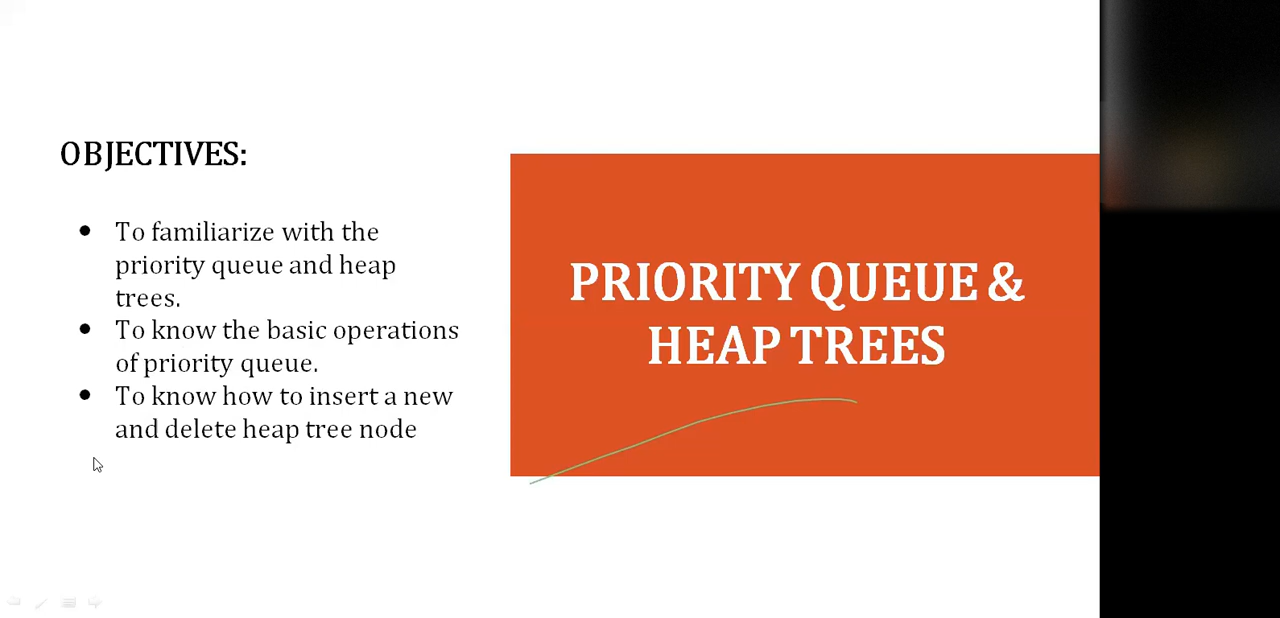 OBJECTIVES:
● To familiarize with the
priority queue and heap
trees.
● To know the basic operations
of priority queue.
● To know how to insert a new
and delete heap tree node
PRIORITY QUEUE &
HEAP TREES